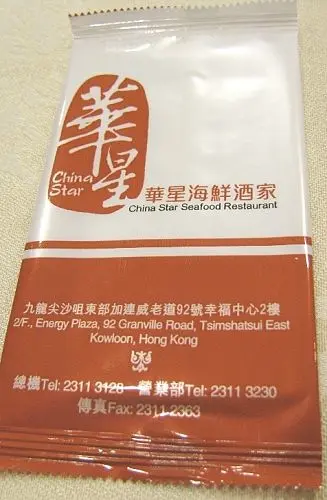 華星
China
Star
華星海鮮酒家
China Star Seafood Restaurant
九龍尖沙咀東部加連威老道92號幸福中心2樓
2/F., Energy Plaza, 92 Granville Road, Tsimshatsui East
Kowloon, Hong Kong
總機Tel: 2311 3128 營業部Tel: 2311 3230
傳真Fax: 2311 2363